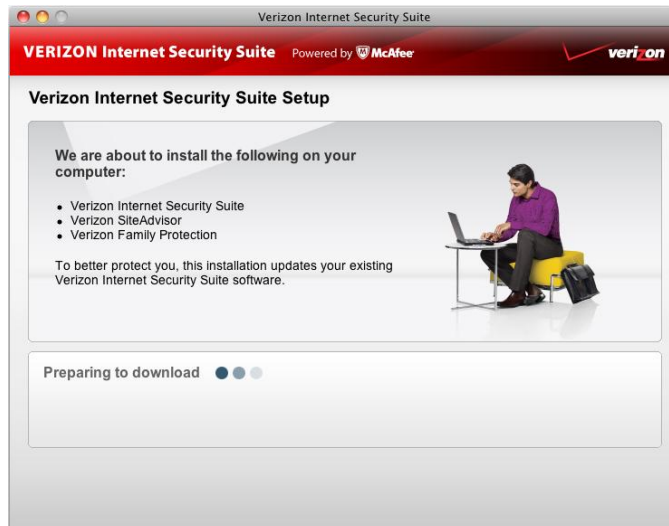 Verizon Internet Security Suite
VERIZON Internet Security Suite Powered by McAfee verizon
Verizon Internet Security Suite Setup
We are about to install the following on your
computer:
• Verizon Internet Security Suite
• Verizon SiteAdvisor
• Verizon Family Protection
To better protect you, this installation updates your existing
Verizon Internet Security Suite software.
Preparing to download